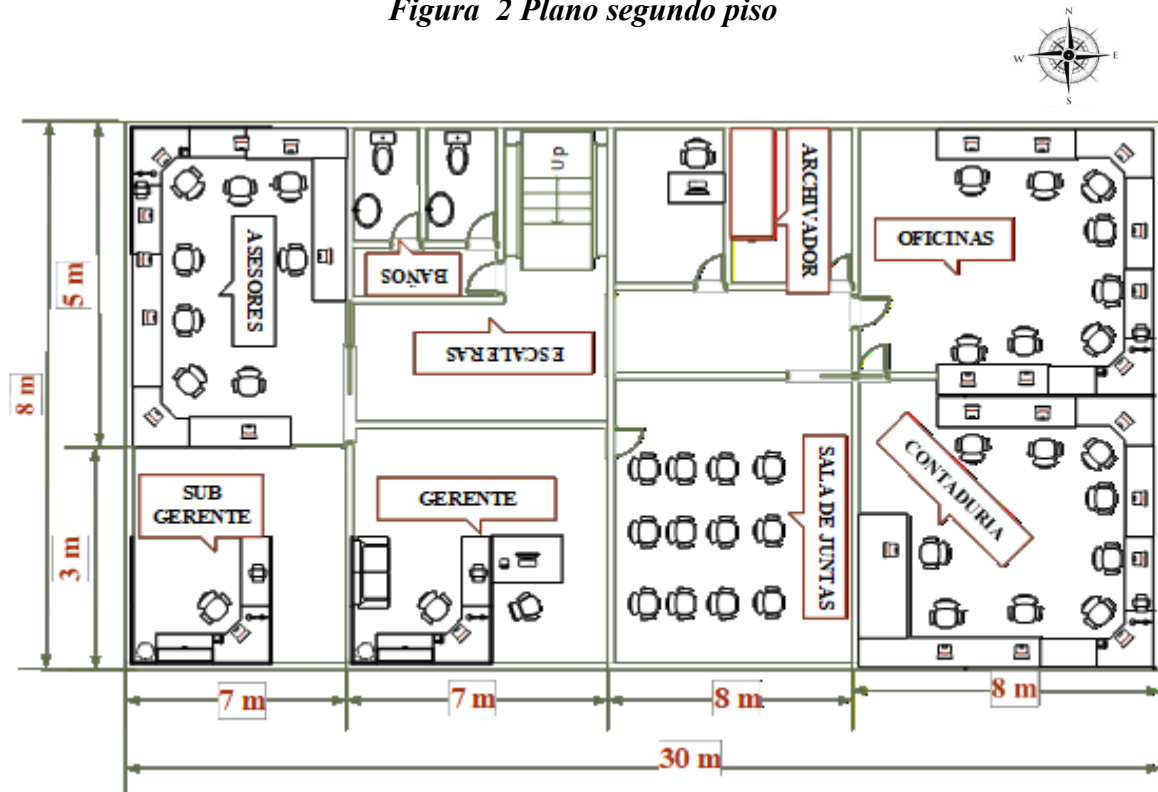 Figura 2 Plano segundo piso
N
W
E
S
Up
ARCHIVADOR
OFICINAS
ASESORES
BAÑOS
5 m
ESCALERAS
8 m
SUB
GERENTE
GERENTE
SALA DE JUNTAS
CONTADURIA
3 m
7 m
7 m
8 m
8 m
30 m